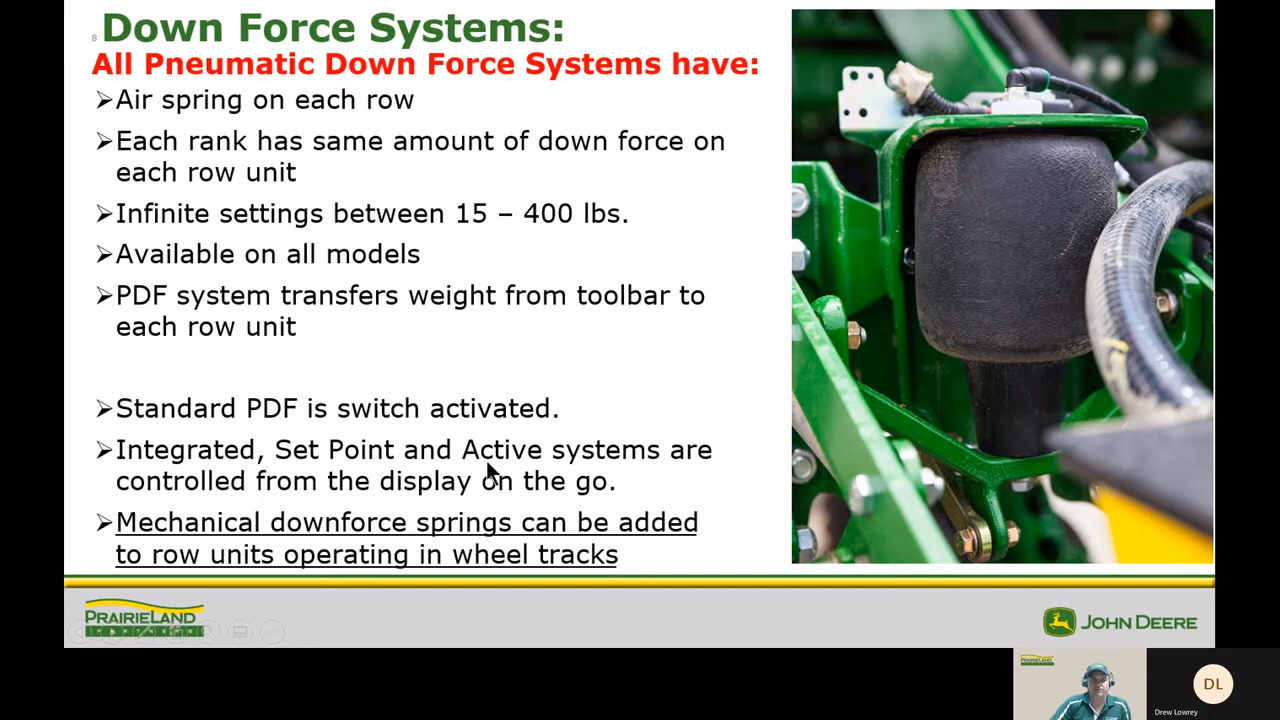 8
Down Force Systems:
All Pneumatic Down Force Systems have:
➢Air spring on each row
➢Each rank has same amount of down force on
each row unit
➢Infinite settings between 15 – 400 lbs.
➢Available on all models
➢PDF system transfers weight from toolbar to
each row unit
➢Standard PDF is switch activated.
➢Integrated, Set Point and Active systems are
controlled from the display on the go.
➢Mechanical downforce springs can be added
to row units operating in wheel tracks
PRAIRIELAND
JOHN DEERE
PRAIRIELAND
DL
Drew Lowrey